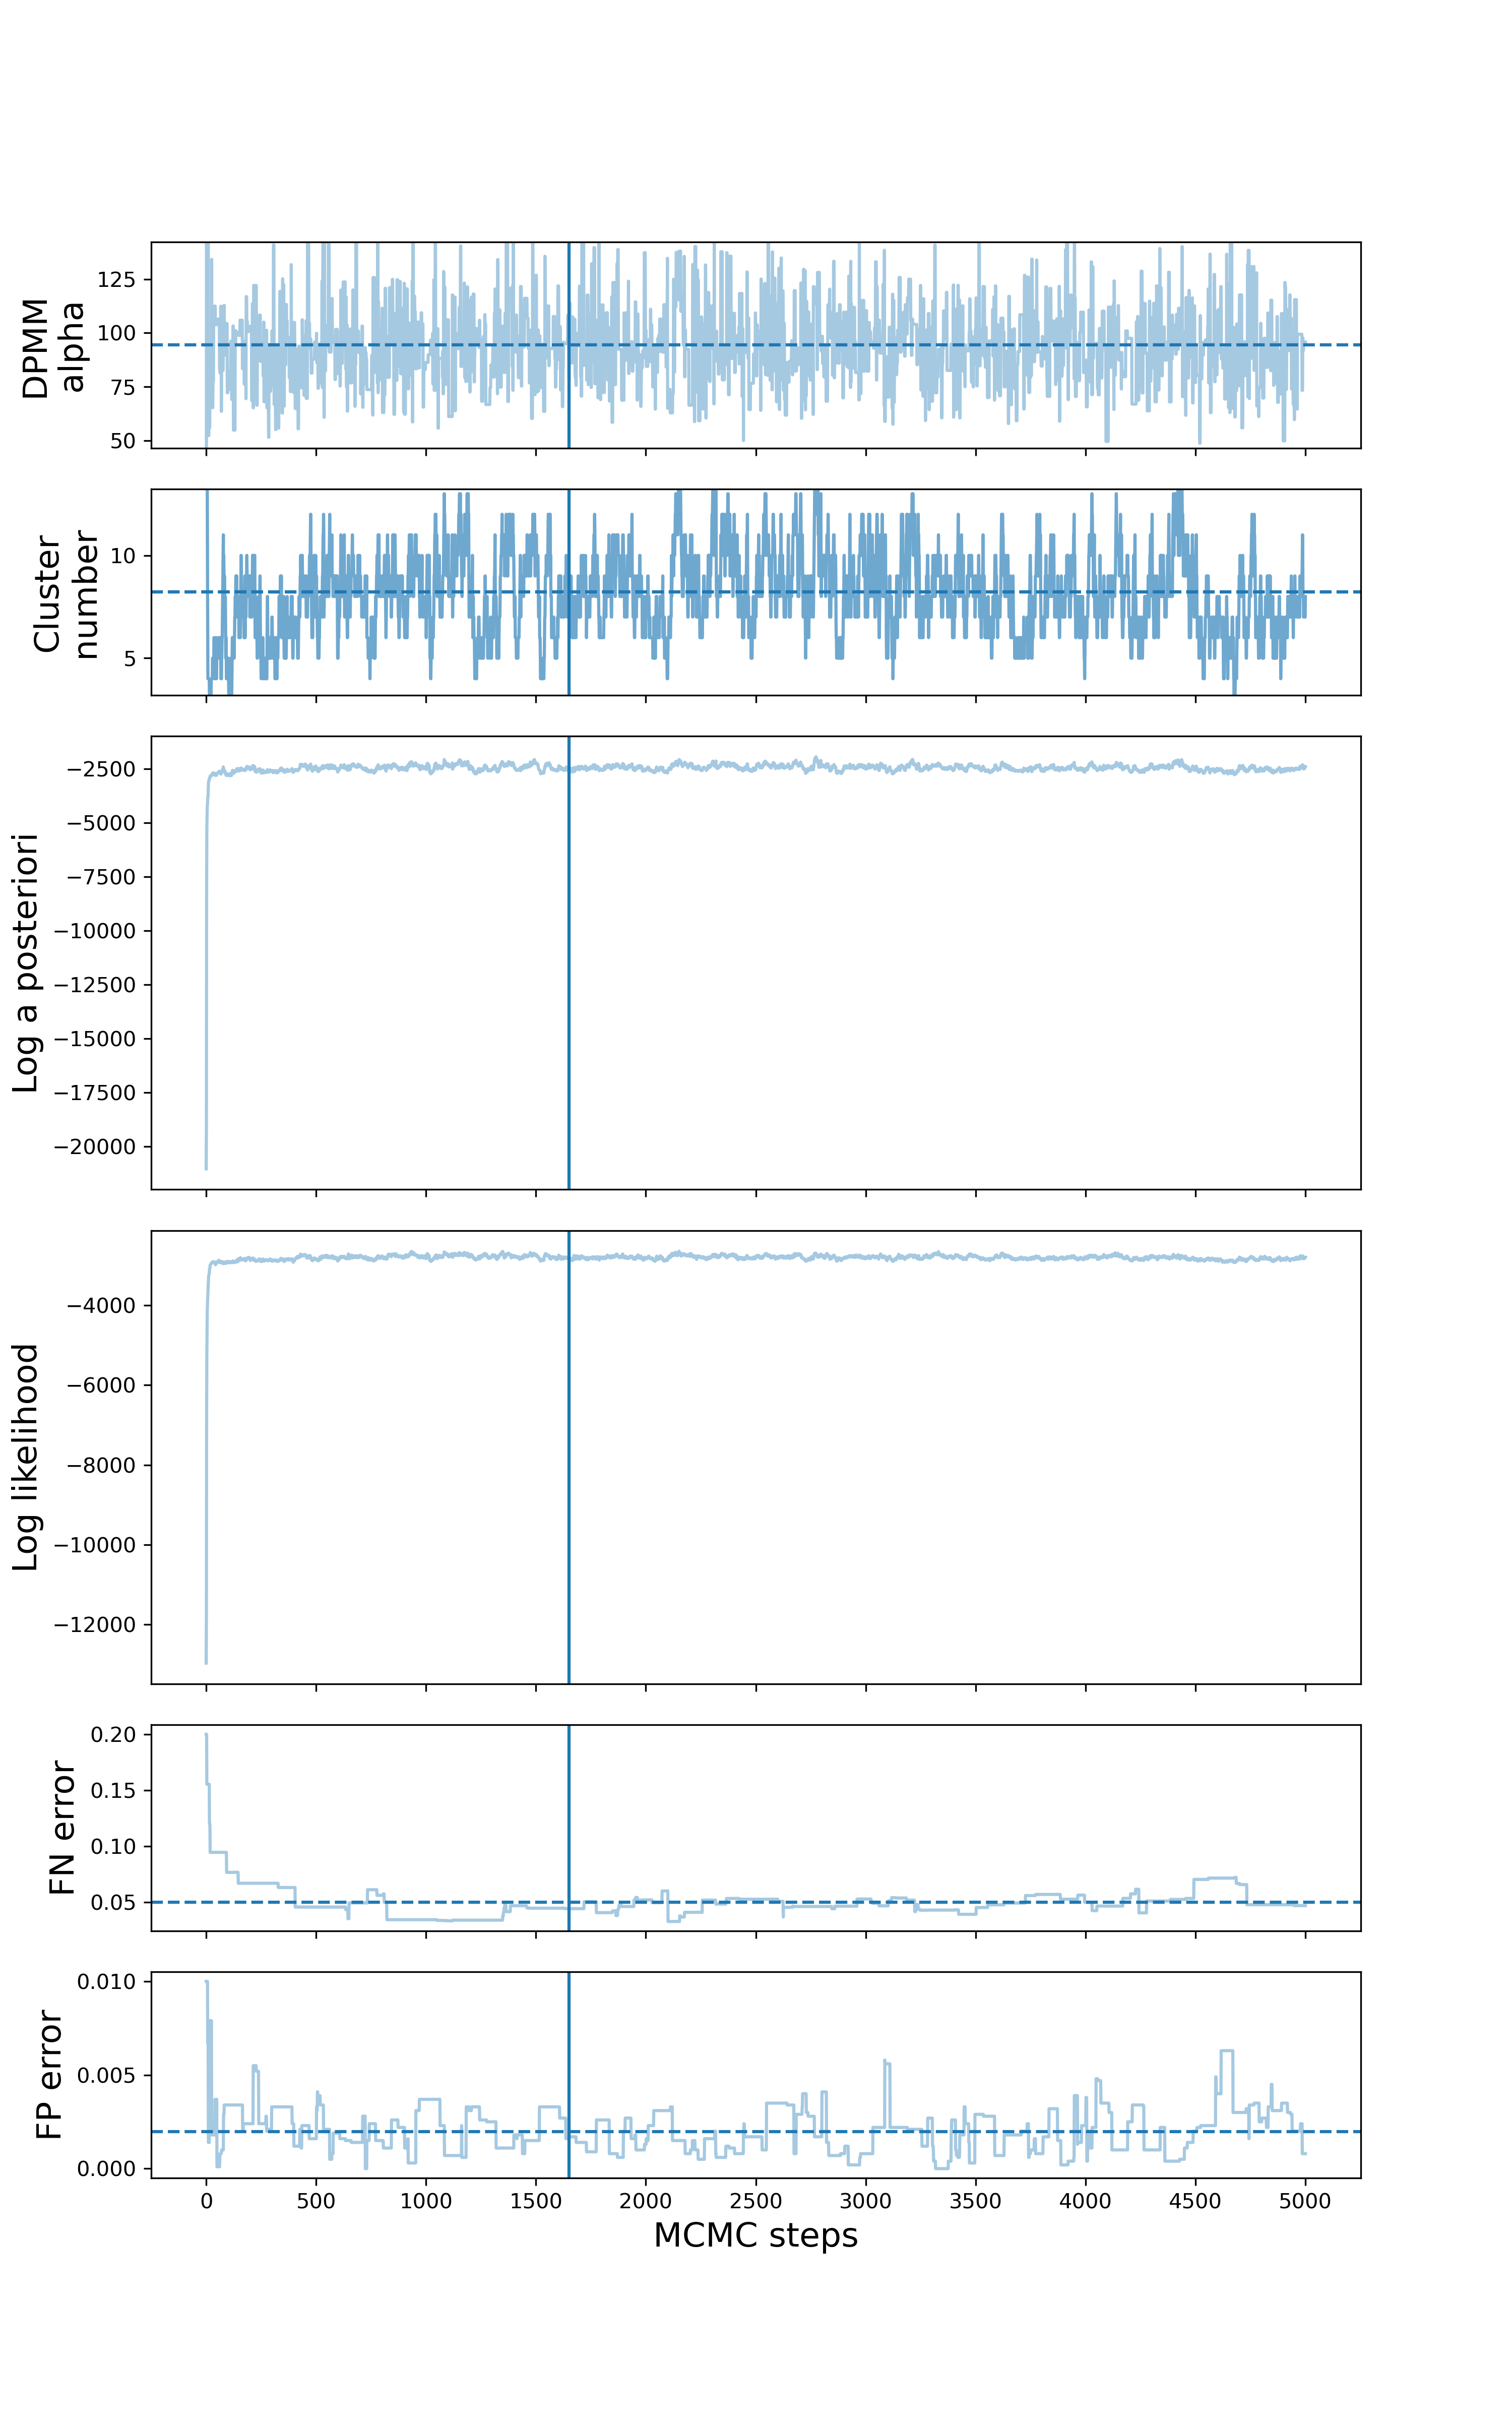 DPMM
alpha
125
100
75
50
Cluster
number
10
5
Log a posteriori
−2500
−5000
−7500
−10000
−12500
−15000
−17500
−20000
Log likelihood
−4000
−6000
−8000
−10000
−12000
FN error
0.20
0.15
0.10
0.05
FP error
0.010
0.005
0.000
0 500 1000 1500 2000 2500 3000 3500 4000 4500 5000
MCMC steps